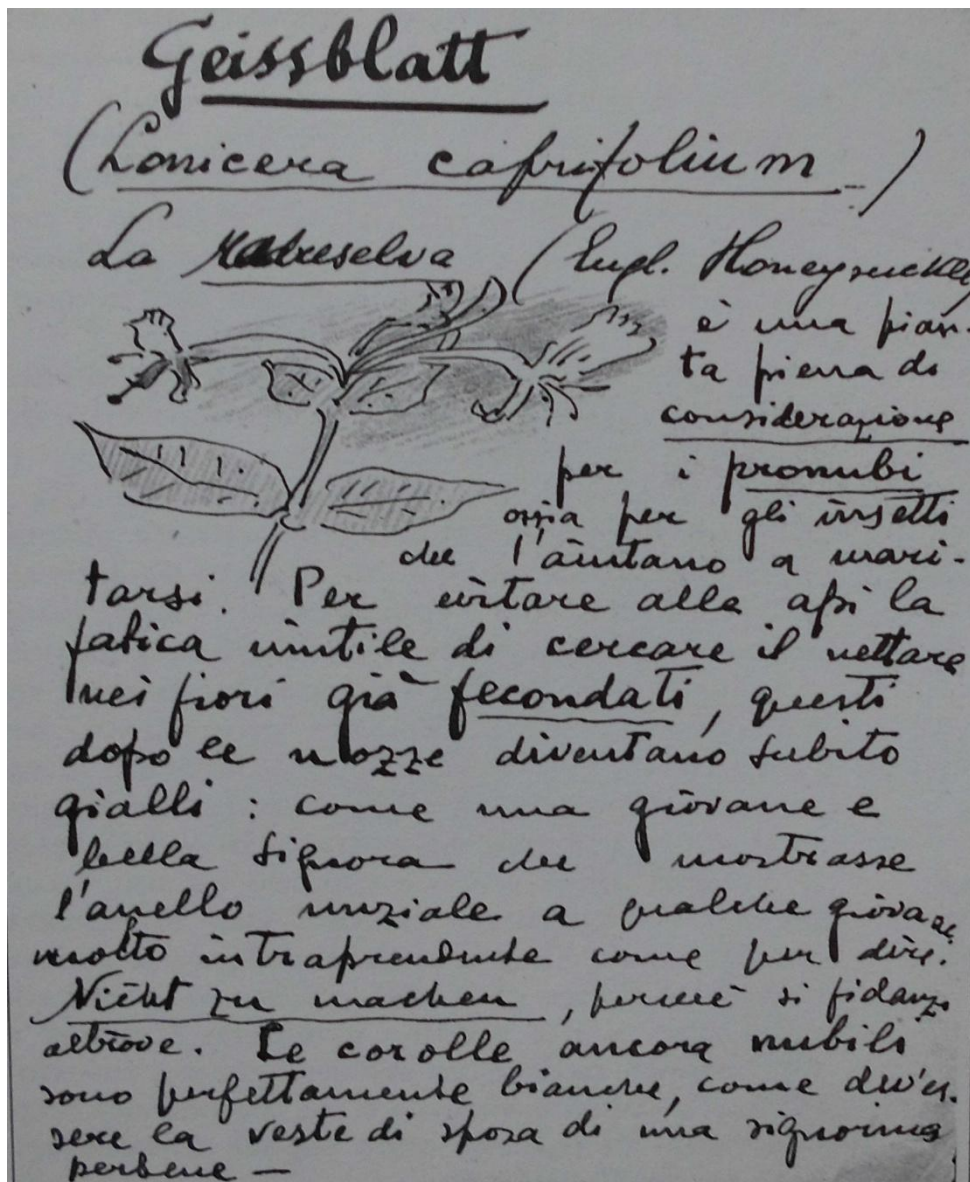 Geissblatt
(Lonicera caprifolium)
La Madreselva (Engl. Honeysuckle)
è una pian-
ta piena di
considerazione
per i pronubi
ossia per gli insetti
che l'aiutano a mari-
tarsi. Per evitare alle api la
fatica inutile di cercare il nettare
nei fiori già fecondati, questi
dopo le nozze diventano subito
gialli: come una giovane e
bella signora che mostrasse
l'anello nuziale a qualche giovane
molto intraprendente come per dire:
Nicht zu machen, perché si fidanzi
altrove. Le corolle ancora nubili
sono perfettamente bianche, come dev'es-
sere la veste di sposa di una signorina
perbene —